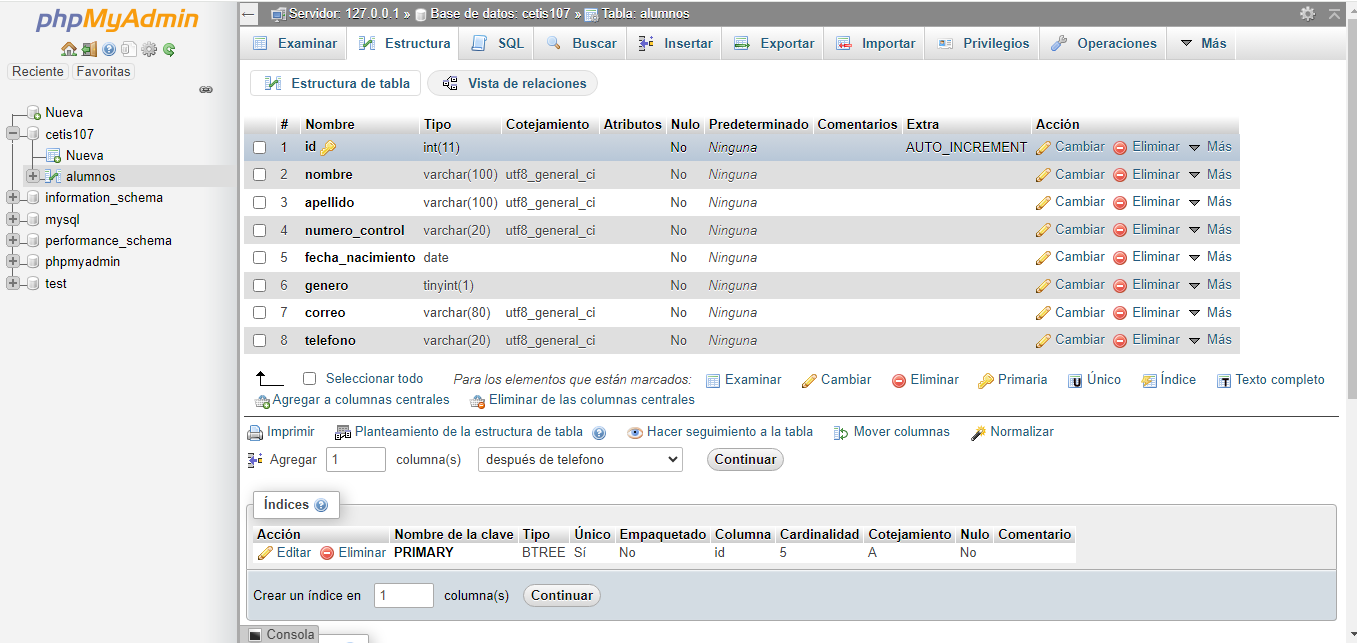 phpMyAdmin
Reciente Favoritas
Nueva
cetis107
Nueva
alumnos
information_schema
mysql
performance_schema
phpmyadmin
test
Servidor: 127.0.0.1 » Base de datos: cetis107 » Tabla: alumnos
Examinar Estructura SQL Buscar Insertar Exportar Importar Privilegios Operaciones Más
Estructura de tabla Vista de relaciones
# Nombre Tipo Cotejamiento Atributos Nulo Predeterminado Comentarios Extra Acción
1 id int(11) No Ninguna AUTO_INCREMENT Cambiar Eliminar Más
2 nombre varchar(100) utf8_general_ci No Ninguna Cambiar Eliminar Más
3 apellido varchar(100) utf8_general_ci No Ninguna Cambiar Eliminar Más
4 numero_control varchar(20) utf8_general_ci No Ninguna Cambiar Eliminar Más
5 fecha_nacimiento date No Ninguna Cambiar Eliminar Más
6 genero tinyint(1) No Ninguna Cambiar Eliminar Más
7 correo varchar(80) utf8_general_ci No Ninguna Cambiar Eliminar Más
8 telefono varchar(20) utf8_general_ci No Ninguna Cambiar Eliminar Más
Seleccionar todo Para los elementos que están marcados: Examinar Cambiar Eliminar Primaria Único Índice Texto completo
Agregar a columnas centrales Eliminar de las columnas centrales
Imprimir Planteamiento de la estructura de tabla Hacer seguimiento a la tabla Mover columnas Normalizar
Agregar 1 columna(s) después de telefono Continuar
Índices
Acción Nombre de la clave Tipo Único Empaquetado Columna Cardinalidad Cotejamiento Nulo Comentario
Editar Eliminar PRIMARY BTREE Sí No id 5 A No
Crear un índice en 1 columna(s) Continuar
Consola